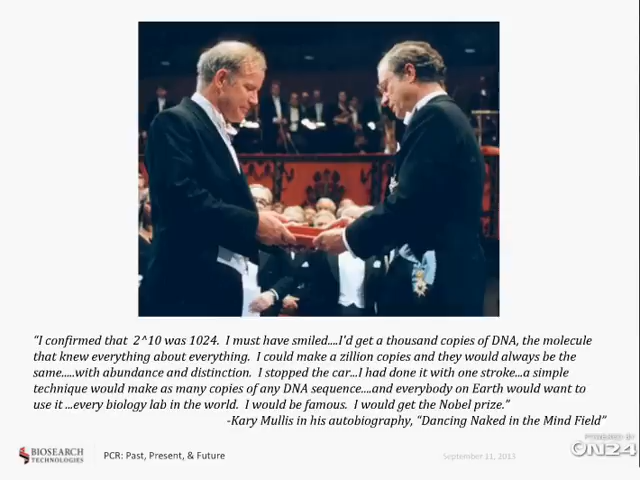 "I confirmed that  2^10 was 1024.  I must have smiled....I'd get a thousand copies of DNA, the molecule
that knew everything about everything.  I could make a zillion copies and they would always be the
same.....with abundance and distinction.  I stopped the car...I had done it with one stroke...a simple
technique would make as many copies of any DNA sequence....and everybody on Earth would want to
use it ...every biology lab in the world.  I would be famous.  I would get the Nobel prize."
-Kary Mullis in his autobiography, "Dancing Naked in the Mind Field"
POWERED BY
ON24
BIOSEARCH
TECHNOLOGIES
PCR: Past, Present, & Future
September 11, 2013